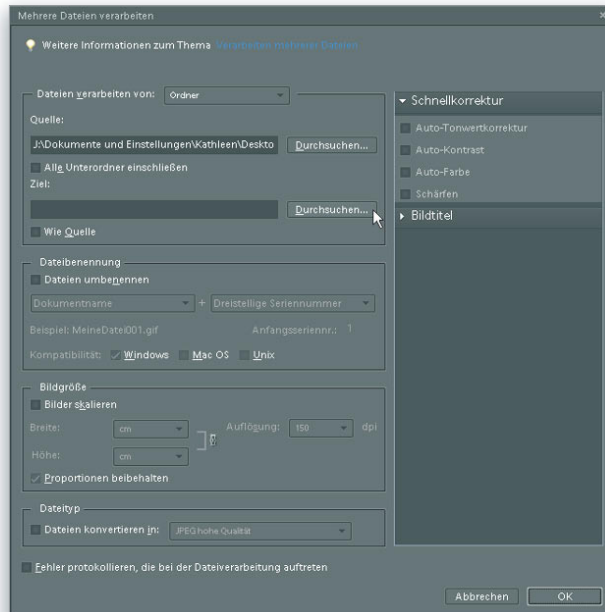 Mehrere Dateien verarbeiten
Weitere Informationen zum Thema Verarbeiten mehrerer Dateien
Dateien verarbeiten von: Ordner
Quelle:
J:\Dokumente und Einstellungen\Kathleen\Deskto Durchsuchen...
Alle Unterordner einschließen
Ziel:
Durchsuchen...
Wie Quelle
Dateibenennung
Dateien umbenennen
Dokumentname + Dreistellige Seriennummer
Beispiel: MeineDatei001.gif Anfangsseriennr.: 1
Kompatibilität: Windows Mac OS Unix
Bildgröße
Bilder skalieren
Breite: cm Auflösung: 150 dpi
Höhe: cm
Proportionen beibehalten
Dateityp
Dateien konvertieren in: JPEG hohe Qualität
Fehler protokollieren, die bei der Dateiverarbeitung auftreten
Schnellkorrektur
Auto-Tonwertkorrektur
Auto-Kontrast
Auto-Farbe
Schärfen
Bildtitel
Abbrechen OK